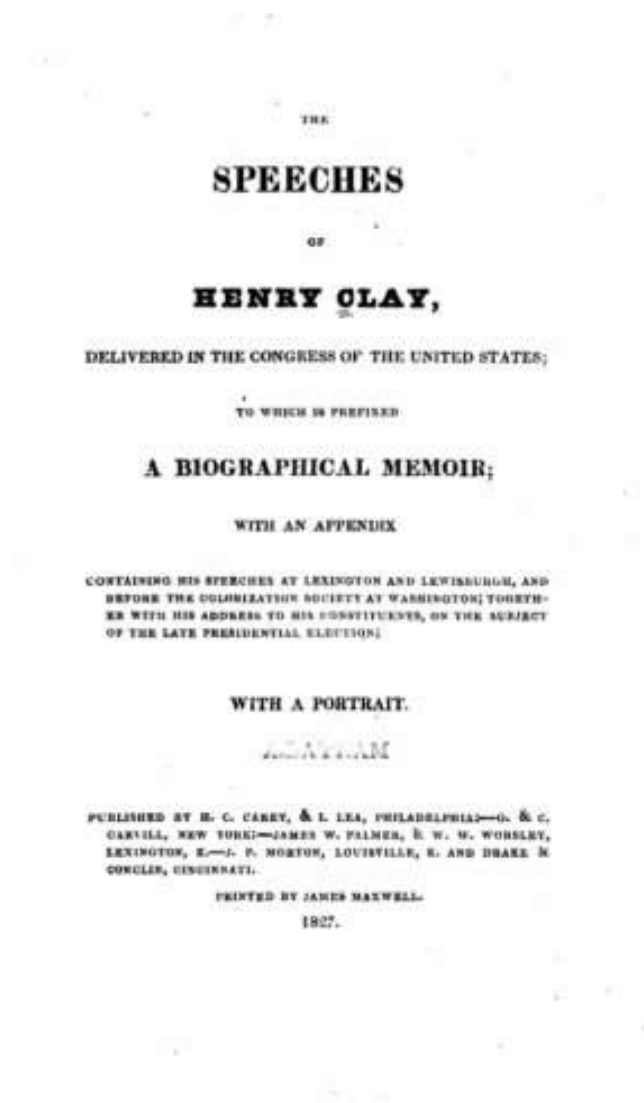 THE
SPEECHES
OF
HENRY CLAY,
DELIVERED IN THE CONGRESS OF THE UNITED STATES;
TO WHICH IS PREFIXED
A BIOGRAPHICAL MEMOIR;
WITH AN APPENDIX
CONTAINING HIS SPEECHES AT LEXINGTON AND LEWISBURGH, AND
BEFORE THE COLONIZATION SOCIETY AT WASHINGTON; TOGETH-
ER WITH HIS ADDRESS TO HIS CONSTITUENTS, ON THE SUBJECT
OF THE LATE PRESIDENTIAL ELECTION;
WITH A PORTRAIT.
PUBLISHED BY H. C. CAREY, & I. LEA, PHILADELPHIA;—G. & C.
CARVILL, NEW YORK;—JAMES W. PALMER, & W. W. WORSLEY,
LEXINGTON, K.—J. P. MORTON, LOUISVILLE, K. AND DRAKE &
CONCLIN, CINCINNATI.
PRINTED BY JAMES MAXWELL.
1827.